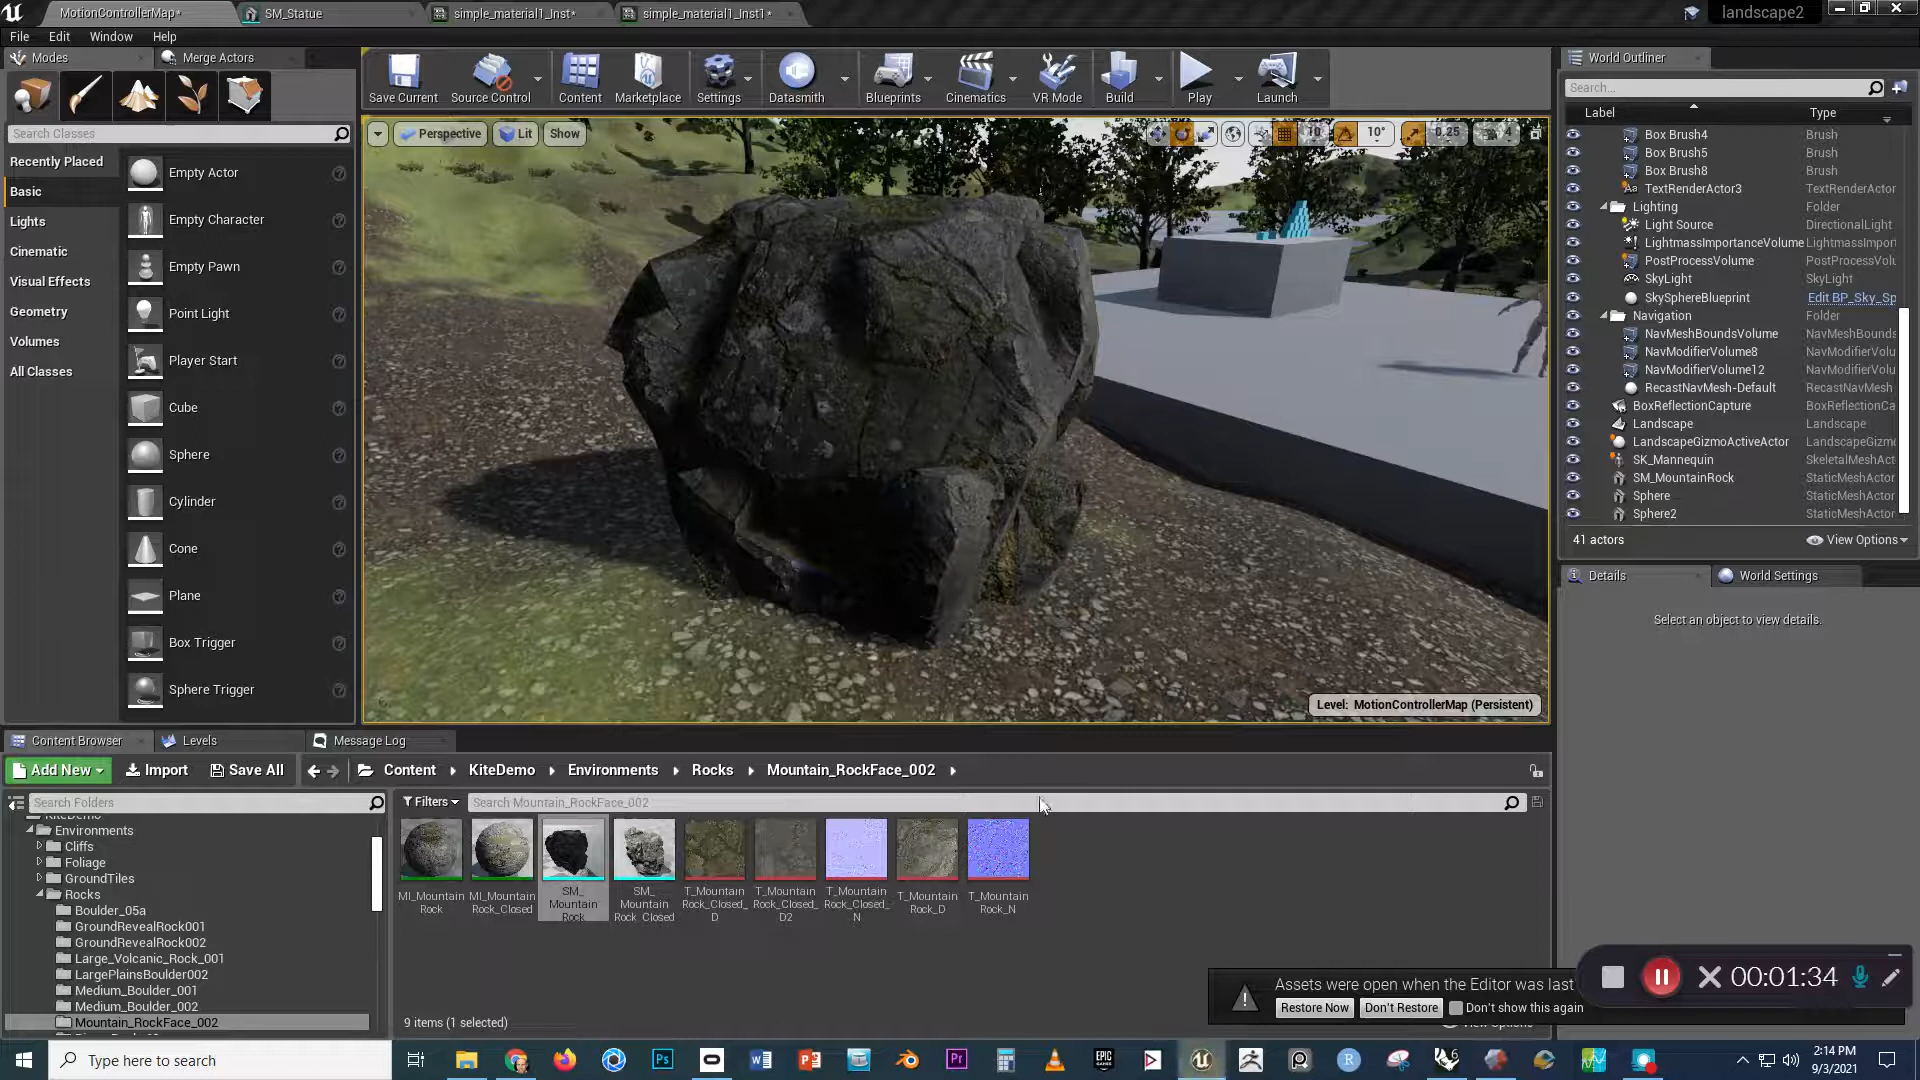 MotionControllerMap*
SM_Statue
simple_material1_Inst*
simple_material1_Inst1*
landscape2
File Edit Window Help
Modes
Merge Actors
Search Classes
Recently Placed
Basic
Lights
Cinematic
Visual Effects
Geometry
Volumes
All Classes
Empty Actor
Empty Character
Empty Pawn
Point Light
Player Start
Cube
Sphere
Cylinder
Cone
Plane
Box Trigger
Sphere Trigger
Save Current
Source Control
Content
Marketplace
Settings
Datasmith
Blueprints
Cinematics
VR Mode
Build
Play
Launch
Perspective
Lit
Show
10
10°
0.25
4
Level: MotionControllerMap (Persistent)
World Outliner
Search...
Label Type
Box Brush4 Brush
Box Brush5 Brush
Box Brush8 Brush
TextRenderActor3 TextRenderActor
Lighting Folder
Light Source DirectionalLight
LightmassImportanceVolume LightmassImport
PostProcessVolume PostProcessVolu
SkyLight SkyLight
SkySphereBlueprint Edit BP_Sky_Sp
Navigation Folder
NavMeshBoundsVolume NavMeshBounds
NavModifierVolume8 NavModifierVolu
NavModifierVolume12 NavModifierVolu
RecastNavMesh-Default RecastNavMesh
BoxReflectionCapture BoxReflectionCa
Landscape Landscape
LandscapeGizmoActiveActor LandscapeGizmo
SK_Mannequin SkeletalMeshAct
SM_MountainRock StaticMeshActor
Sphere StaticMeshActor
Sphere2 StaticMeshActor
41 actors
View Options
Details
World Settings
Select an object to view details.
Content Browser
Levels
Message Log
Add New
Import
Save All
Content
KiteDemo
Environments
Rocks
Mountain_RockFace_002
Search Folders
Filters
Search Mountain_RockFace_002
Environments
Cliffs
Foliage
GroundTiles
Rocks
Boulder_05a
GroundRevealRock001
GroundRevealRock002
Large_Volcanic_Rock_001
LargePlainsBoulder002
Medium_Boulder_001
Medium_Boulder_002
Mountain_RockFace_002
MI_Mountain
Rock
MI_Mountain
Rock_Closed
SM_
Mountain
Rock
SM_
Mountain
Rock_Closed
T_Mountain
Rock_Closed_
D
T_Mountain
Rock_Closed_
D2
T_Mountain
Rock_Closed_
N
T_Mountain
Rock_D
T_Mountain
Rock_N
9 items (1 selected)
Assets were open when the Editor was last
Restore Now
Don't Restore
Don't show this again
00:01:34
Type here to search
2:14 PM
9/3/2021